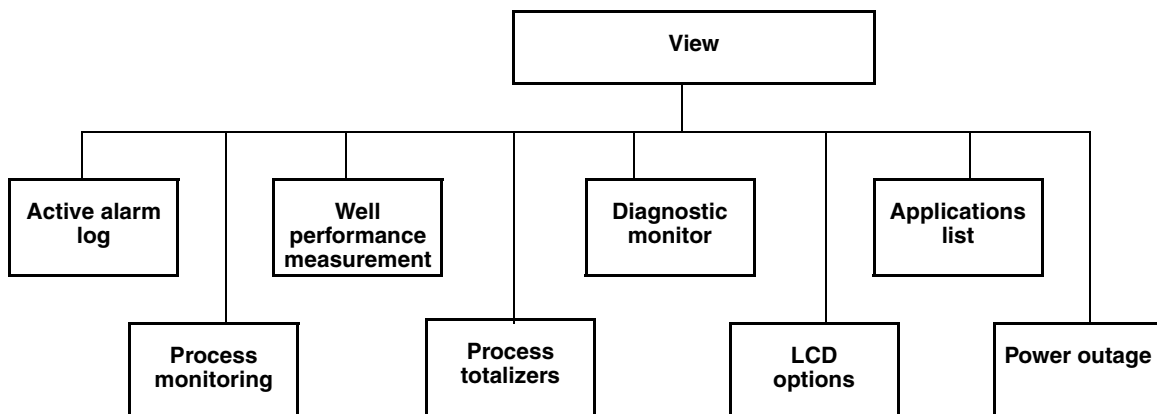 View
Active alarm
log
Well
performance
measurement
Diagnostic
monitor
Applications
list
Process
monitoring
Process
totalizers
LCD
options
Power outage